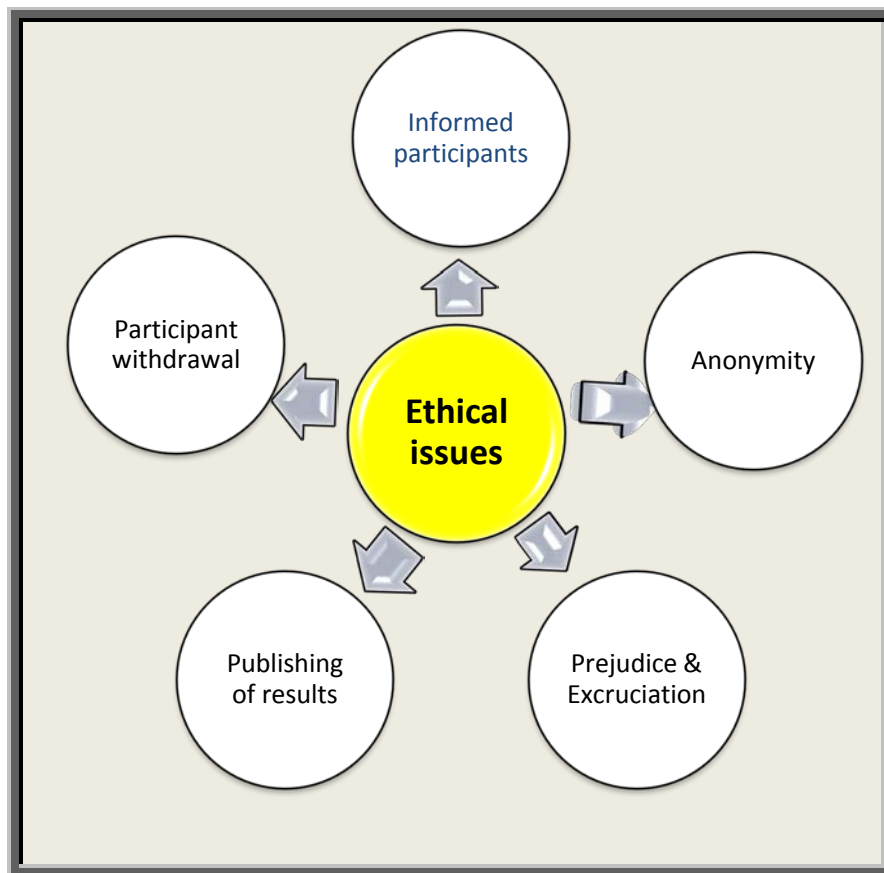 Informed
participants
Participant
withdrawal
Anonymity
Ethical
issues
Publishing
of results
Prejudice &
Excruciation